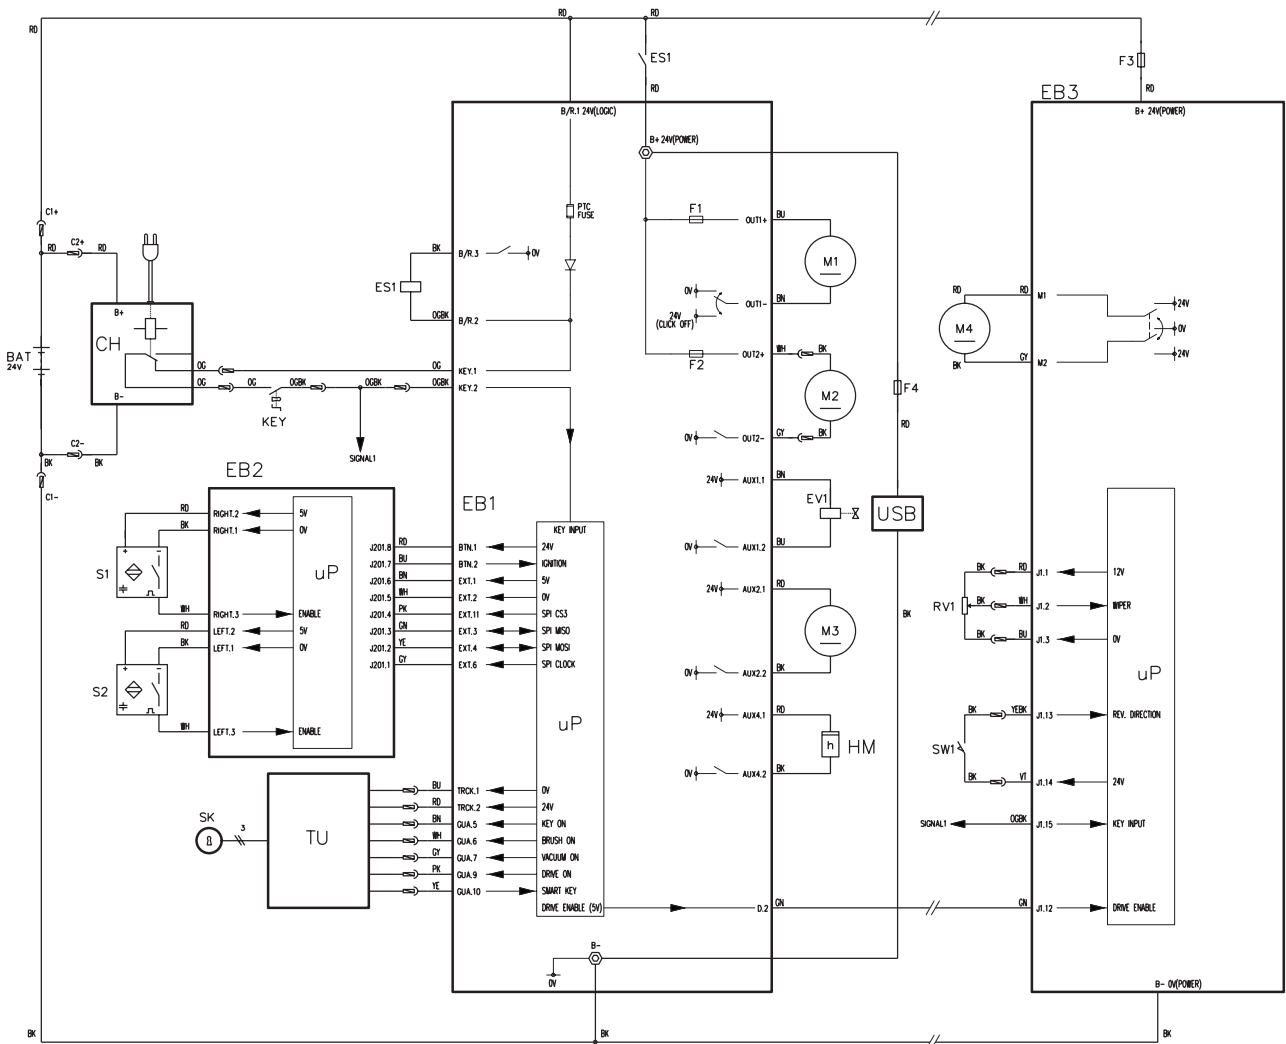 RD
RD
RD
RD
ES1
F3
RD
RD
EB3
B/R.1 24V(LOGIC)
B+ 24V(POWER)
B+ 24V(POWER)
C1+
C2+
RD
RD
PTC
FUSE
F1
OUT1+
BU
M1
BK
B/R.3
0V
ES1
OGBK
B/R.2
0V
24V
(CLICK OFF)
OUT1-
BN
RD
RD
M1
24V
0V
24V
M4
BK
GY
M2
B+
CH
BAT
24V
B-
OG
OG
KEY.1
OG
OG
OGBK
OGBK
OGBK
KEY.2
KEY
SIGNAL1
F2
OUT2+
WH
BK
M2
F4
RD
0V
OUT2-
GY
BK
C2-
BK
BK
C1-
EB2
EB1
24V
AUX1.1
BN
EV1
USB
0V
AUX1.2
BU
S1
RD
RIGHT.2
5V
BK
RIGHT.1
0V
uP
WH
RIGHT.3
ENABLE
S2
RD
LEFT.2
5V
BK
LEFT.1
0V
WH
LEFT.3
ENABLE
KEY INPUT
J201.8
RD
BTN.1
24V
J201.7
BU
BTN.2
IGNITION
J201.6
BN
EXT.1
5V
J201.5
WH
EXT.2
0V
J201.4
PK
EXT.11
SPI CS3
J201.3
GN
EXT.3
SPI MISO
J201.2
YE
EXT.4
SPI MOSI
J201.1
GY
EXT.6
SPI CLOCK
uP
24V
AUX2.1
RD
M3
BK
0V
AUX2.2
BK
24V
AUX4.1
RD
h
HM
0V
AUX4.2
BK
RV1
BK
RD
J1.1
12V
BK
WH
J1.2
WIPER
BK
BU
J1.3
0V
uP
SW1
BK
YEBK
J1.13
REV. DIRECTION
BK
VT
J1.14
24V
SIGNAL1
OGBK
J1.15
KEY INPUT
SK
3
TU
BU
TRCK.1
0V
RD
TRCK.2
24V
BN
GUA.5
KEY ON
WH
GUA.6
BRUSH ON
GY
GUA.7
VACUUM ON
PK
GUA.9
DRIVE ON
YE
GUA.10
SMART KEY
DRIVE ENABLE (5V)
D.2
GN
GN
J1.12
DRIVE ENABLE
B-
0V
B- 0V(POWER)
BK
BK
BK